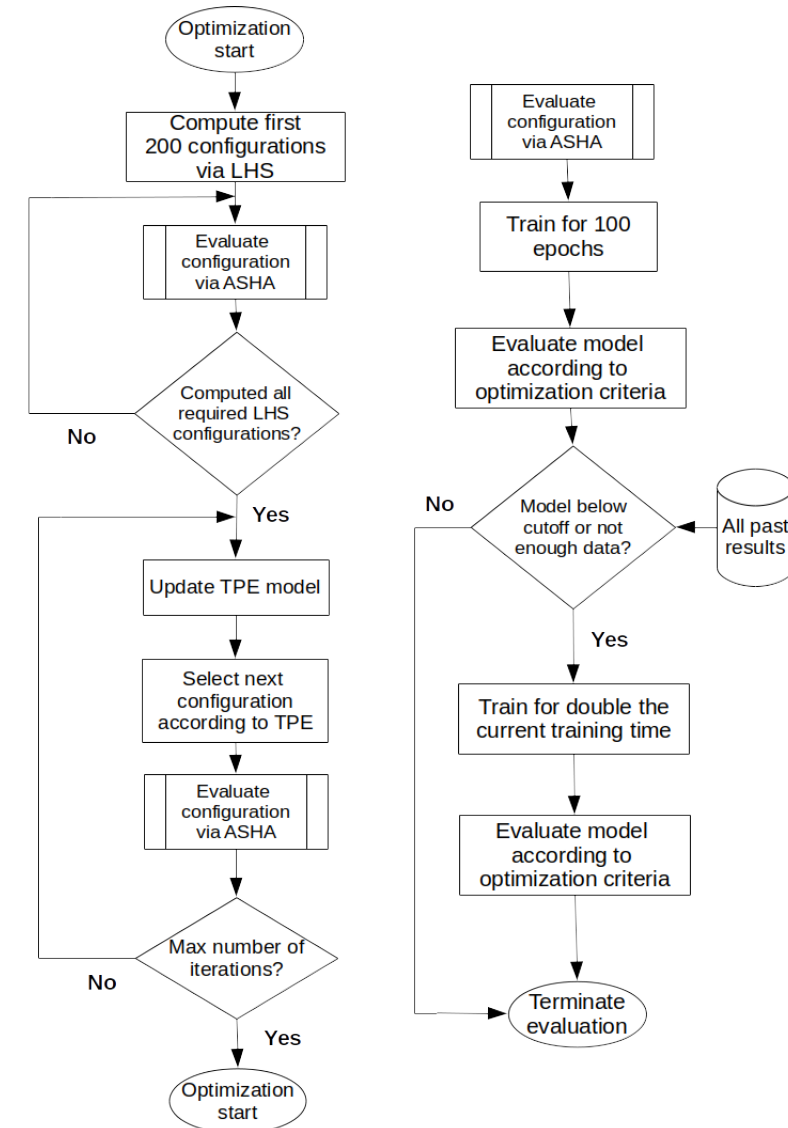 Optimization
start
Compute first
200 configurations
via LHS
Evaluate
configuration
via ASHA
Computed all
required LHS
configurations?
No
Yes
Update TPE model
Select next
configuration
according to TPE
Evaluate
configuration
via ASHA
Max number of
iterations?
No
Yes
Optimization
start
Evaluate
configuration
via ASHA
Train for 100
epochs
Evaluate model
according to
optimization criteria
Model below
cutoff or not
enough data?
No
All past
results
Yes
Train for double the
current training time
Evaluate model
according to
optimization criteria
Terminate
evaluation